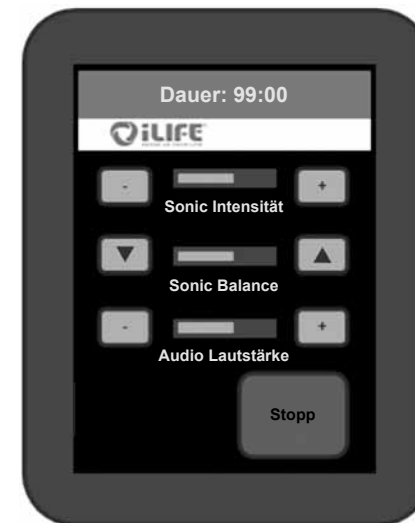 Dauer: 99:00
iLIFE
- +
Sonic Intensität
▼ ▲
Sonic Balance
- +
Audio Lautstärke
Stopp